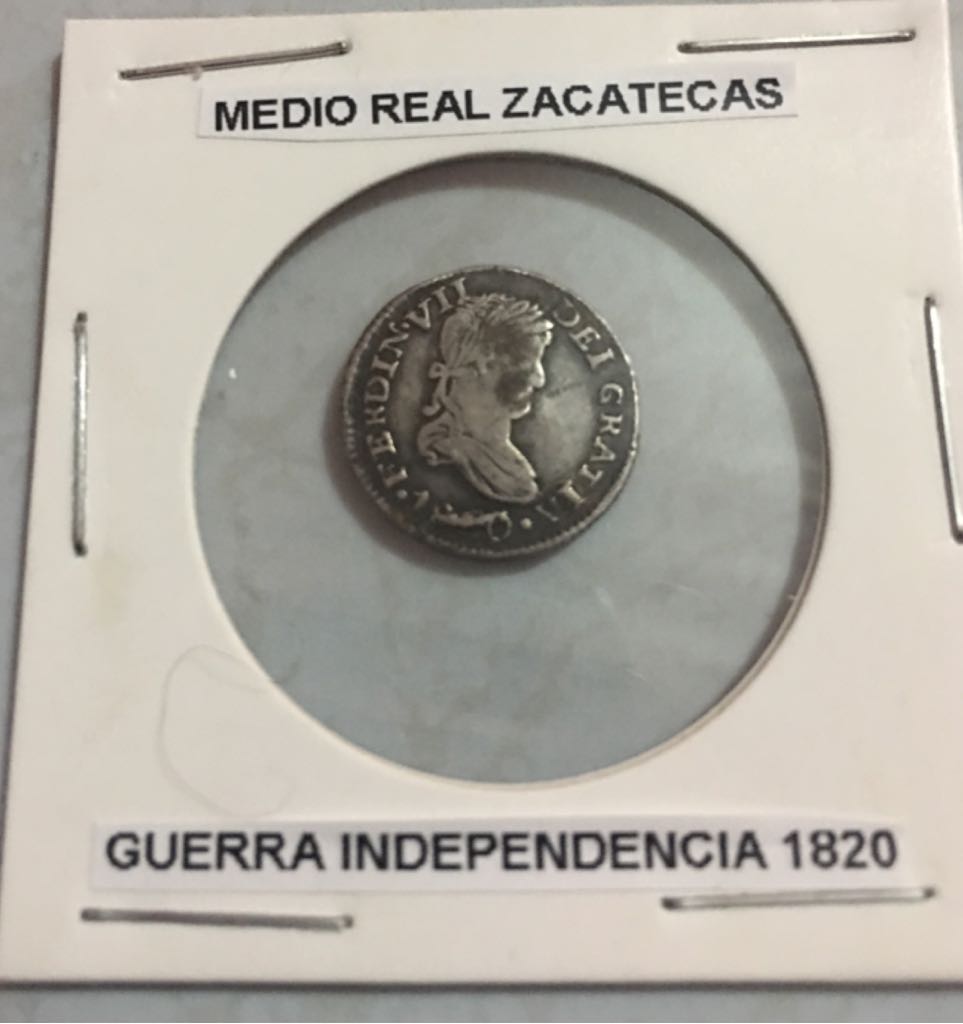 MEDIO REAL ZACATECAS
FERDIN·VII DEI GRATIA·
GUERRA INDEPENDENCIA 1820